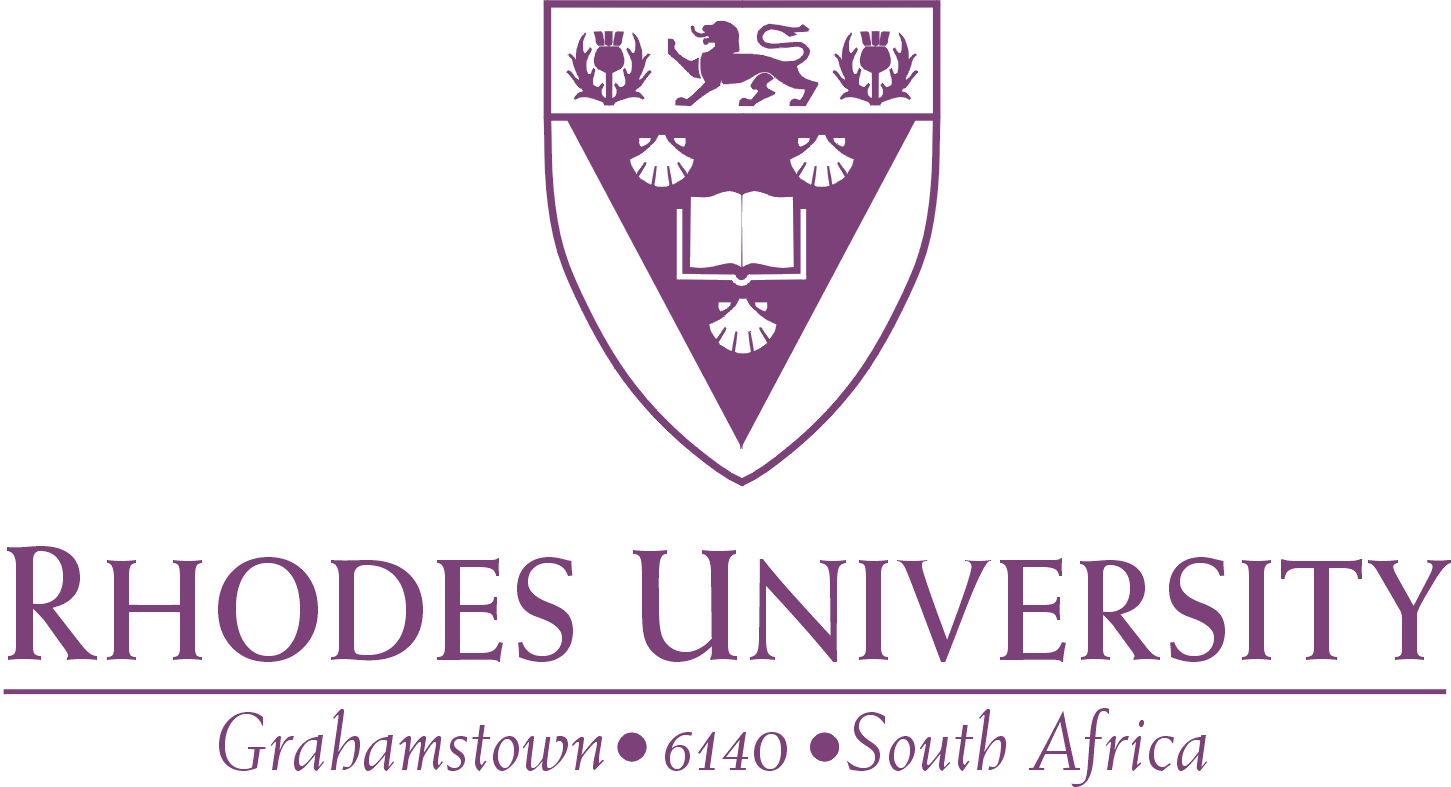 RHODES UNIVERSITY
Grahamstown • 6140 • South Africa